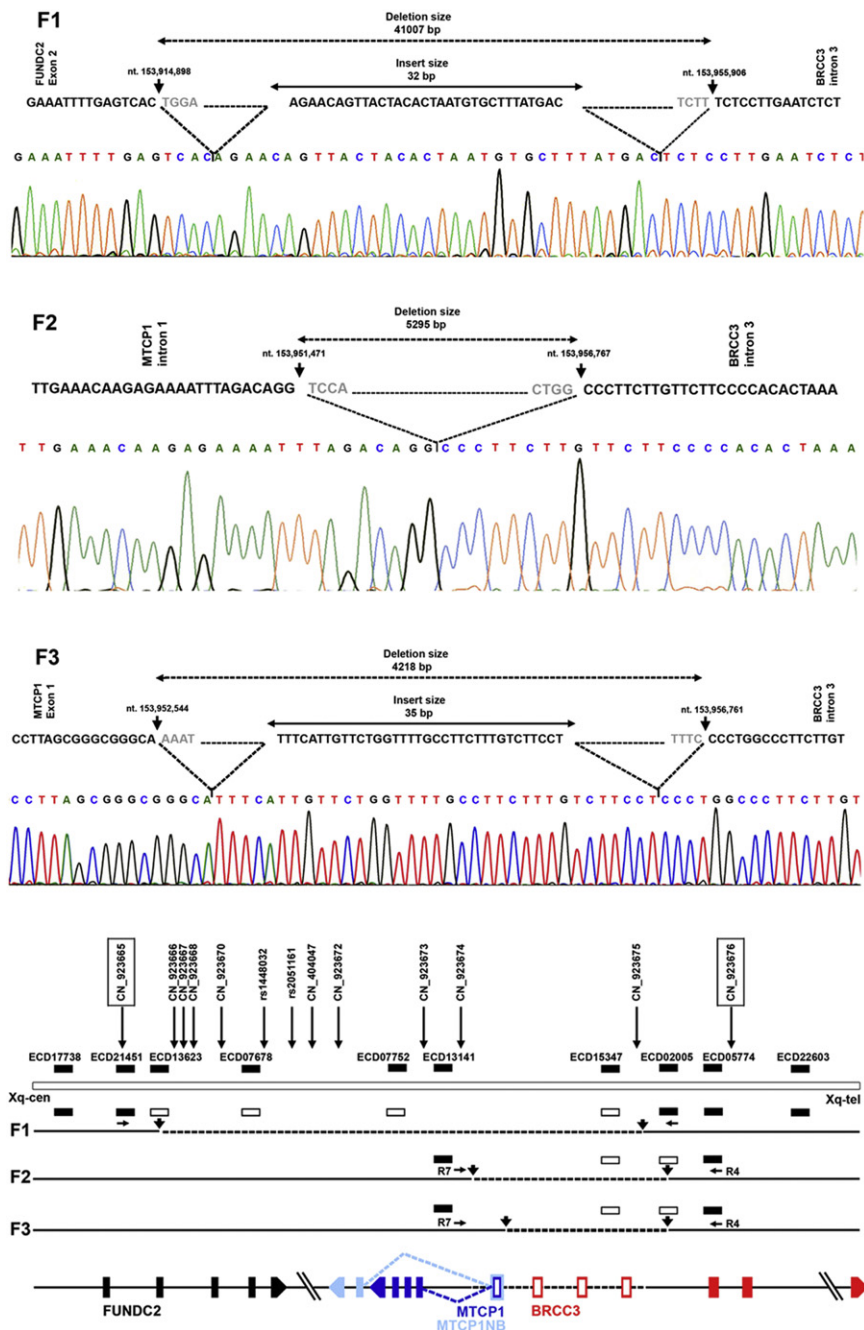 F1
Deletion size
41007 bp
FUNDC2
Exon 2
nt. 153,914,898
Insert size
32 bp
nt. 153,955,906
BRCC3
intron 3
GAAATTTTGAGTCAC TGGA AGAACAGTTACTACACTAATGTGCTTTATGAC TCTT TCTCCTTGAATCTCT
GAAATTTTGAGTCACAGAACAGTTACTACACTAATGTGCTTTATGACTCTCCTTGAATCTCT
F2
Deletion size
5295 bp
MTCP1
intron 1
nt. 153,951,471
nt. 153,956,767
BRCC3
intron 3
TTGAAACAAGAGAAAATTTAGACAGG TCCA CTGG CCCTTCTTGTTCTTCCCCACACTAAA
TTGAAACAAGAGAAAATTTAGACAGGCCCTTCTTGTTCTTCCCCACACTAAA
F3
Deletion size
4218 bp
MTCP1
Exon 1
nt. 153,952,544
Insert size
35 bp
nt. 153,956,761
BRCC3
intron 3
CCTTAGCGGGCGGGCA AAAT TTTCATTGTTCTGGTTTTGCCTTCTTTGTCTTCCT TTTC CCCTGGCCCTTCTTGT
CCTTAGCGGGCGGGCATTTCATTGTTCTGGTTTTGCCTTCTTTGTCTTCCTCCCTGGCCCTTCTTGT
CN_923665 CN_923666 CN_923667 CN_923668 CN_923670 rs1448032 rs2051161 CN_404047 CN_923672 CN_923673 CN_923674 CN_923675 CN_923676
ECD17738 ECD21451 ECD13623 ECD07678 ECD07752 ECD13141 ECD15347 ECD02005 ECD05774 ECD22603
Xq-cen Xq-tel
F1
F2 R7 R4
F3 R7 R4
FUNDC2 MTCP1 BRCC3
MTCP1NB